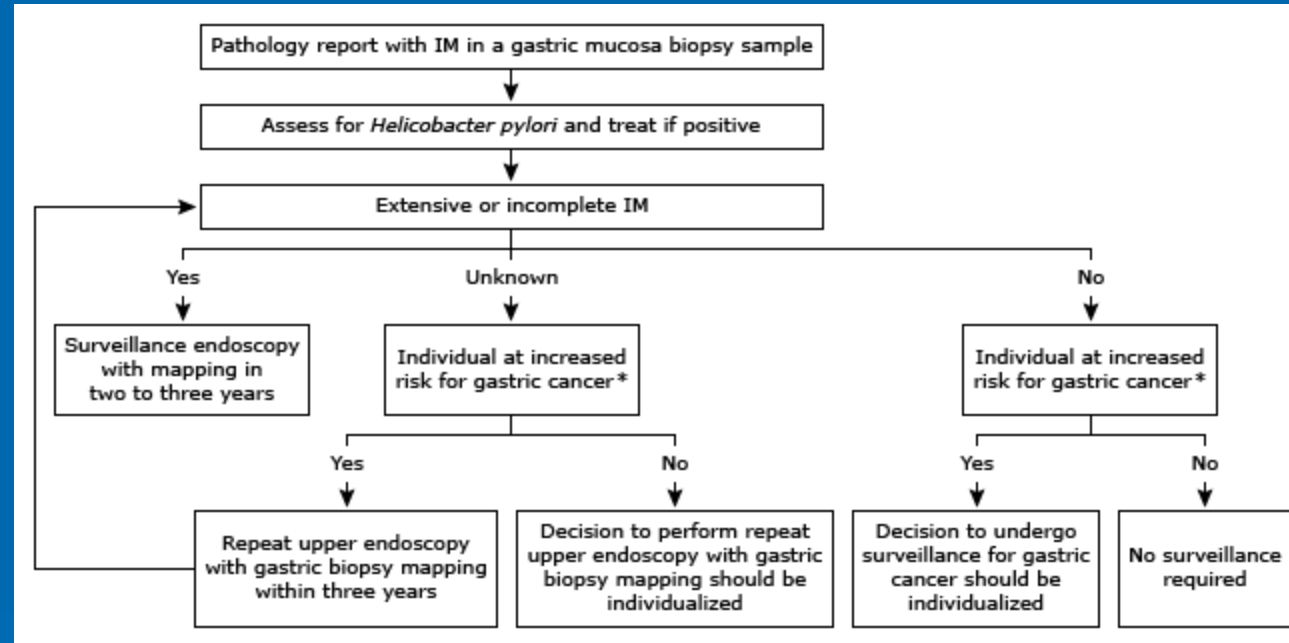 Pathology report with IM in a gastric mucosa biopsy sample
Assess for Helicobacter pylori and treat if positive
Extensive or incomplete IM
Yes
Unknown
No
Surveillance endoscopy
with mapping in
two to three years
Individual at increased
risk for gastric cancer*
Individual at increased
risk for gastric cancer*
Yes
No
Yes
No
Repeat upper endoscopy
with gastric biopsy mapping
within three years
Decision to perform repeat
upper endoscopy with gastric
biopsy mapping should be
individualized
Decision to undergo
surveillance for gastric
cancer should be
individualized
No surveillance
required